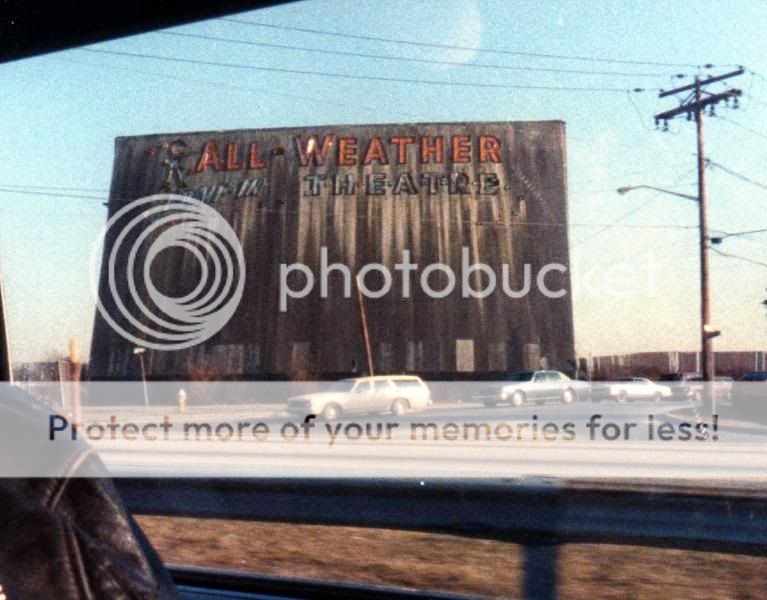 ALL-WEATHER
DRIVE-IN THEATRE
photobucket
Protect more of your memories for less!